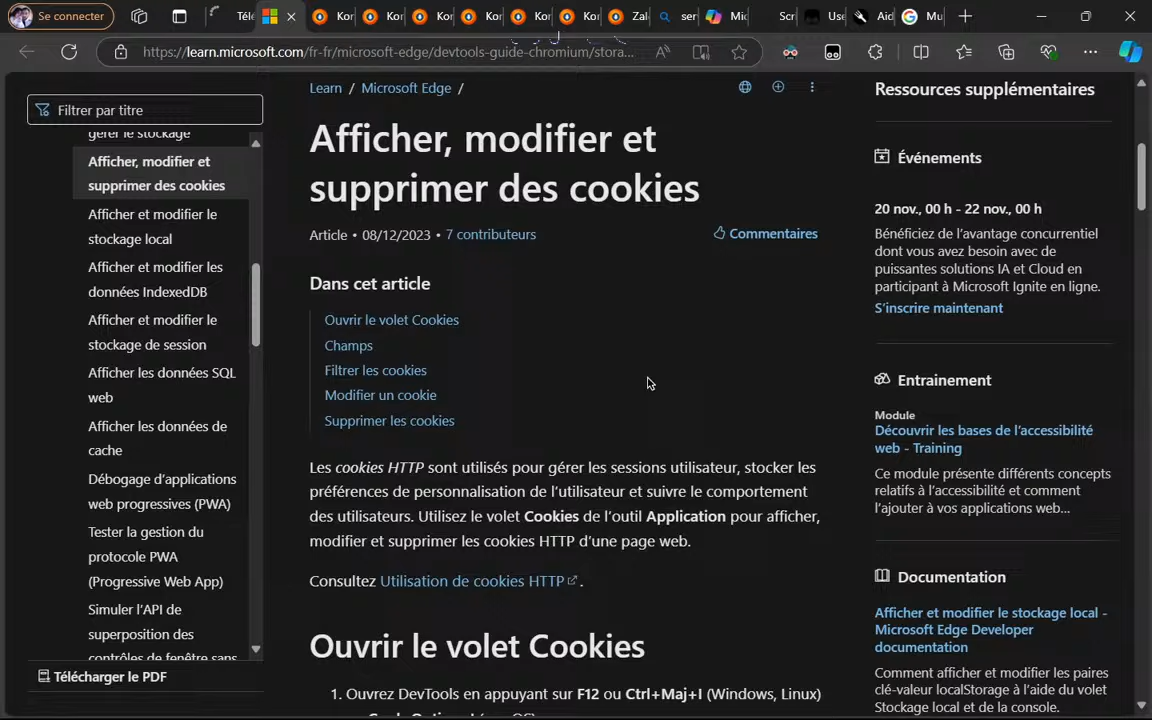 Se connecter
Tél
Kor
Kor
Kor
Kor
Kor
Kor
Zal
ser
Mic
Scr
Use
Aid
Mu
https://learn.microsoft.com/fr-fr/microsoft-edge/devtools-guide-chromium/stora...
Filtrer par titre
gérer le stockage
Afficher, modifier et
supprimer des cookies
Afficher et modifier le
stockage local
Afficher et modifier les
données IndexedDB
Afficher et modifier le
stockage de session
Afficher les données SQL
web
Afficher les données de
cache
Débogage d'applications
web progressives (PWA)
Tester la gestion du
protocole PWA
(Progressive Web App)
Simuler l'API de
superposition des
contrôles de fenêtre sans
Télécharger le PDF
Learn / Microsoft Edge /
Afficher, modifier et
supprimer des cookies
Article • 08/12/2023 • 7 contributeurs
Commentaires
Dans cet article
Ouvrir le volet Cookies
Champs
Filtrer les cookies
Modifier un cookie
Supprimer les cookies
Les cookies HTTP sont utilisés pour gérer les sessions utilisateur, stocker les
préférences de personnalisation de l'utilisateur et suivre le comportement
des utilisateurs. Utilisez le volet Cookies de l'outil Application pour afficher,
modifier et supprimer les cookies HTTP d'une page web.
Consultez Utilisation de cookies HTTP.
Ouvrir le volet Cookies
1. Ouvrez DevTools en appuyant sur F12 ou Ctrl+Maj+I (Windows, Linux)
Ressources supplémentaires
Événements
20 nov., 00 h - 22 nov., 00 h
Bénéficiez de l'avantage concurrentiel
dont vous avez besoin avec de
puissantes solutions IA et Cloud en
participant à Microsoft Ignite en ligne.
S'inscrire maintenant
Entrainement
Module
Découvrir les bases de l'accessibilité
web - Training
Ce module présente différents concepts
relatifs à l'accessibilité et comment
l'ajouter à vos applications web...
Documentation
Afficher et modifier le stockage local -
Microsoft Edge Developer
documentation
Comment afficher et modifier les paires
clé-valeur localStorage à l'aide du volet
Stockage local et de la console.